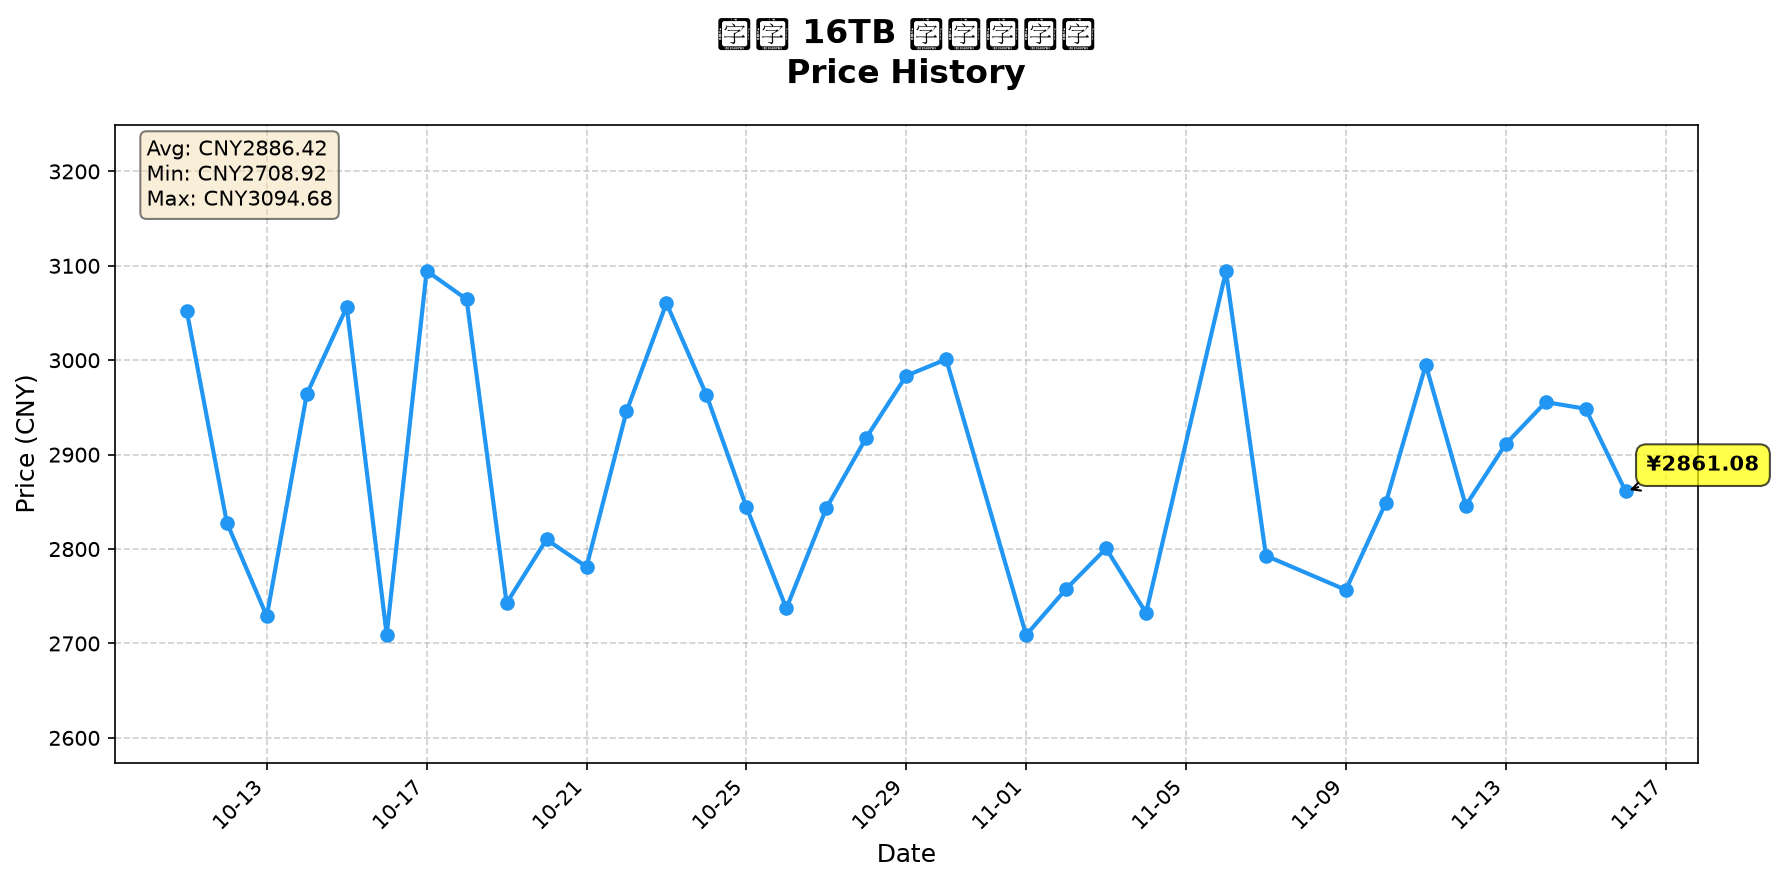 16TB
Price History
Avg: CNY2886.42
Min: CNY2708.92
Max: CNY3094.68
Price (CNY)
3200
3100
3000
2900
2800
2700
2600
¥2861.08
10-13
10-17
10-21
10-25
10-29
11-01
11-05
11-09
11-13
11-17
Date